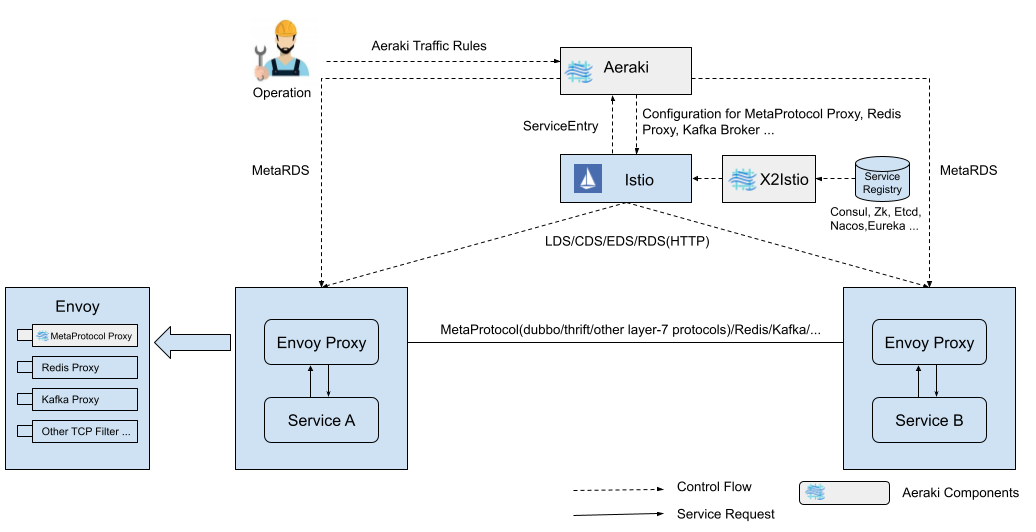 Aeraki Traffic Rules
Aeraki
Operation
ServiceEntry
Configuration for MetaProtocol Proxy, Redis
Proxy, Kafka Broker ...
MetaRDS
Istio
X2Istio
Service
Registry
MetaRDS
Consul, Zk, Etcd,
Nacos,Eureka ...
LDS/CDS/EDS/RDS(HTTP)
Envoy
MetaProtocol Proxy
Redis Proxy
Kafka Proxy
Other TCP Filter ...
Envoy Proxy
Service A
MetaProtocol(dubbo/thrift/other layer-7 protocols)/Redis/Kafka/...
Envoy Proxy
Service B
Control Flow
Service Request
Aeraki Components